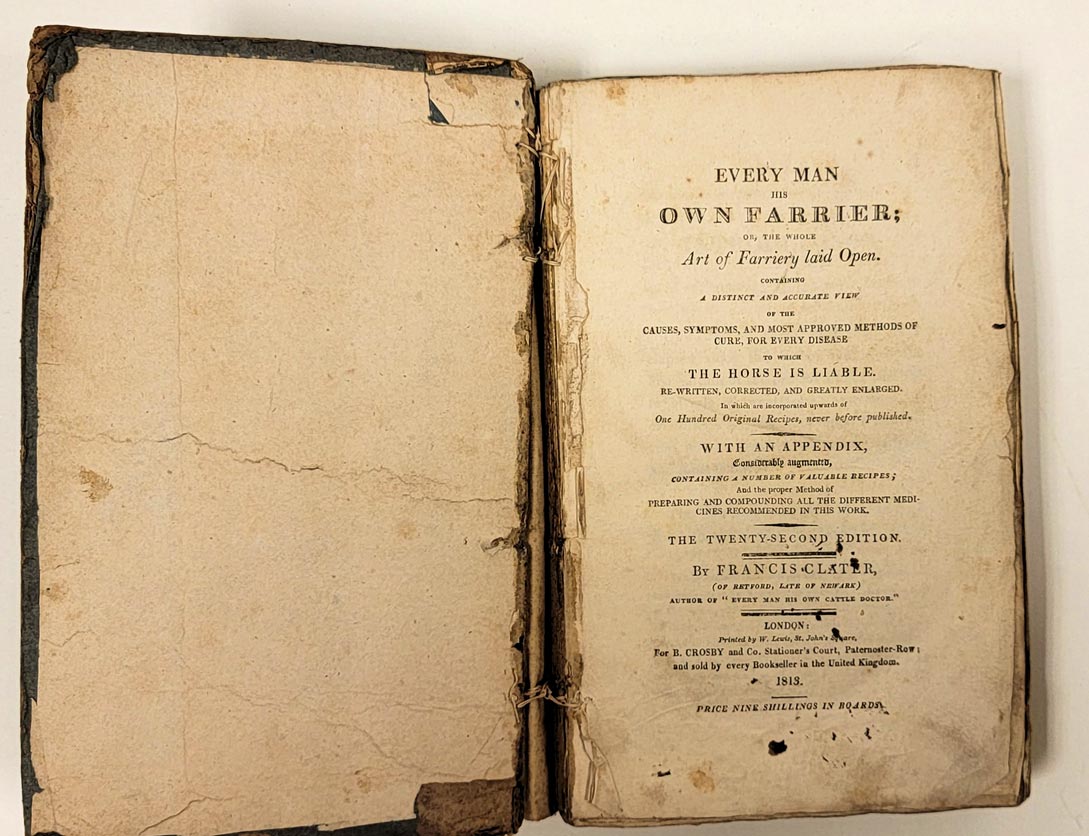 EVERY MAN
HIS
OWN FARRIER;
OR, THE WHOLE
Art of Farriery laid Open.
CONTAINING
A DISTINCT AND ACCURATE VIEW
OF THE
CAUSES, SYMPTOMS, AND MOST APPROVED METHODS OF
CURE, FOR EVERY DISEASE
TO WHICH
THE HORSE IS LIABLE.
RE-WRITTEN, CORRECTED, AND GREATLY ENLARGED.
In which are incorporated upwards of
One Hundred Original Recipes, never before published.
WITH AN APPENDIX,
Considerably augmented,
CONTAINING A NUMBER OF VALUABLE RECIPES;
And the proper Method of
PREPARING AND COMPOUNDING ALL THE DIFFERENT MEDI-
CINES RECOMMENDED IN THIS WORK.
THE TWENTY-SECOND EDITION.
By FRANCIS CLATER,
(OF RETFORD, LATE OF NEWARK)
AUTHOR OF "EVERY MAN HIS OWN CATTLE DOCTOR."
LONDON:
Printed by W. Lewis, St. John's Square,
For B. CROSBY and Co. Stationer's Court, Paternoster-Row;
and sold by every Bookseller in the United Kingdom.
1813.
PRICE NINE SHILLINGS IN BOARDS.